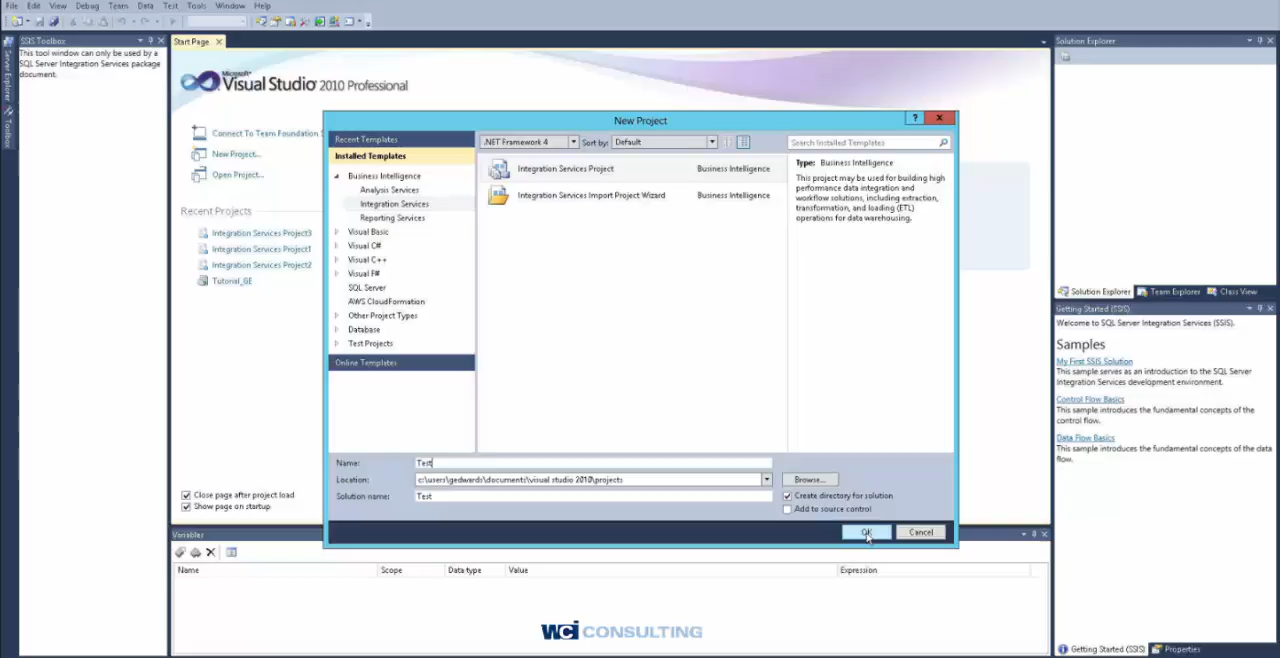 File Edit View Debug Team Data Test Tools Window Help
SSIS Toolbox
This tool window can only be used by a
SQL Server Integration Services package
document.
Server Explorer
Toolbox
Start Page
Microsoft
Visual Studio 2010 Professional
Connect To Team Foundation
New Project...
Open Project...
Recent Projects
Integration Services Project3
Integration Services Project1
Integration Services Project2
Tutorial_GE
Close page after project load
Show page on startup
New Project
?
Recent Templates
Installed Templates
Business Intelligence
Analysis Services
Integration Services
Reporting Services
Visual Basic
Visual C#
Visual C++
Visual F#
SQL Server
AWS CloudFormation
Other Project Types
Database
Test Projects
Online Templates
.NET Framework 4 Sort by: Default
Search Installed Templates
Integration Services Project Business Intelligence
Integration Services Import Project Wizard Business Intelligence
Type: Business Intelligence
This project may be used for building high
performance data integration and
workflow solutions, including extraction,
transformation, and loading (ETL)
operations for data warehousing.
Name: Test
Location: c:\users\gedwards\documents\visual studio 2010\projects Browse...
Solution name: Test
Create directory for solution
Add to source control
OK Cancel
Variables
Name Scope Data type Value Expression
WCI CONSULTING
Solution Explorer
Solution Explorer Team Explorer Class View
Getting Started (SSIS)
Welcome to SQL Server Integration Services (SSIS).
Samples
My First SSIS Solution
This sample serves as an introduction to the SQL Server
Integration Services development environment.
Control Flow Basics
This sample introduces the fundamental concepts of the
control flow.
Data Flow Basics
This sample introduces the fundamental concepts of the data
flow.
Getting Started (SSIS) Properties